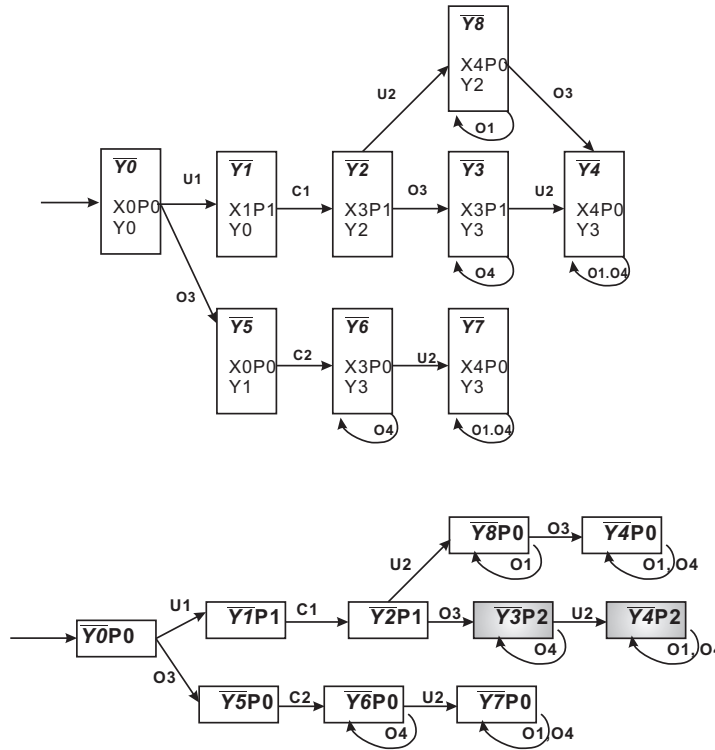 Y8
X4P0
Y2
U2
O3
O1
Y0
X0P0
Y0
U1
Y1
X1P1
Y0
C1
Y2
X3P1
Y2
O3
Y3
X3P1
Y3
U2
Y4
X4P0
Y3
O4
O1.O4
O3
Y5
X0P0
Y1
C2
Y6
X3P0
Y3
U2
Y7
X4P0
Y3
O4
O1.O4
Y8P0
O3
Y4P0
U2
O1
O1,O4
Y0P0
U1
Y1P1
C1
Y2P1
O3
Y3P2
U2
Y4P2
O4
O1,O4
O3
Y5P0
C2
Y6P0
U2
Y7P0
O4
O1,O4